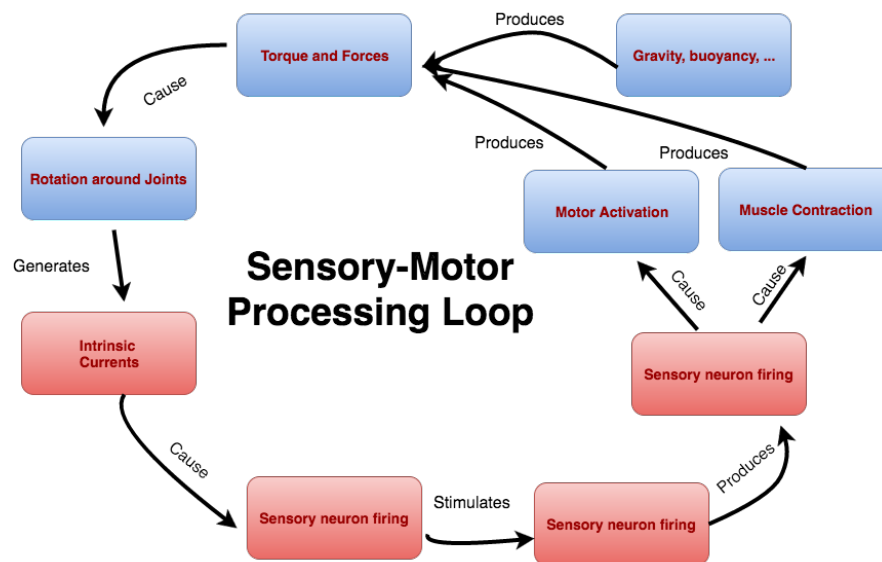 Produces
Torque and Forces
Gravity, buoyancy, ...
Cause
Produces
Produces
Rotation around Joints
Motor Activation
Muscle Contraction
Generates
Sensory-Motor
Processing Loop
Cause
Cause
Intrinsic
Currents
Sensory neuron firing
Cause
Produces
Sensory neuron firing
Stimulates
Sensory neuron firing